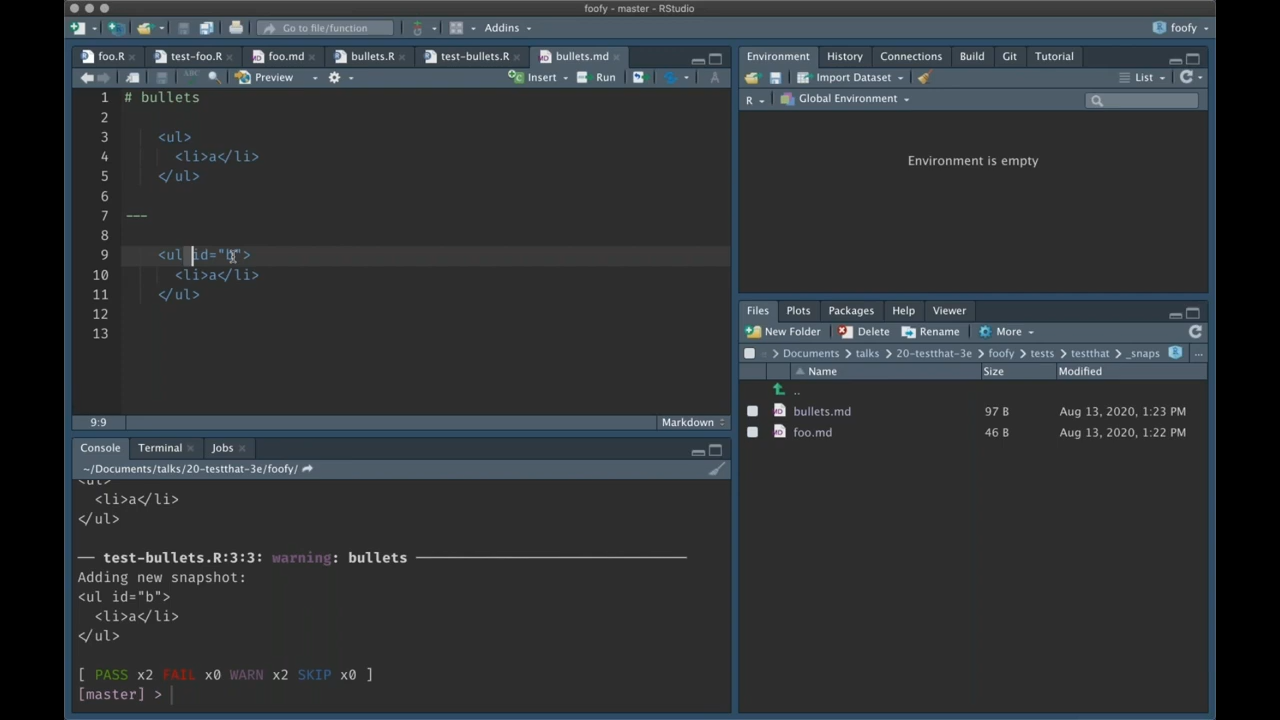 foofy - master - RStudio
Go to file/function
Addins
foofy
foo.R
test-foo.R
foo.md
bullets.R
test-bullets.R
bullets.md
ABC
Preview
Insert
Run
1 # bullets
2
3 <ul>
4 <li>a</li>
5 </ul>
6
7 ---
8
9 <ul id="b">
10 <li>a</li>
11 </ul>
12
13
9:9
Markdown
Console
Terminal
Jobs
~/Documents/talks/20-testthat-3e/foofy/
<ul>
<li>a</li>
</ul>
── test-bullets.R:3:3: warning: bullets ──
Adding new snapshot:
<ul id="b">
<li>a</li>
</ul>
[ PASS x2 FAIL x0 WARN x2 SKIP x0 ]
[master] >
Environment
History
Connections
Build
Git
Tutorial
Import Dataset
List
R
Global Environment
Environment is empty
Files
Plots
Packages
Help
Viewer
New Folder
Delete
Rename
More
Documents > talks > 20-testthat-3e > foofy > tests > testthat > _snaps
...
Name
Size
Modified
..
bullets.md 97 B Aug 13, 2020, 1:23 PM
foo.md 46 B Aug 13, 2020, 1:22 PM